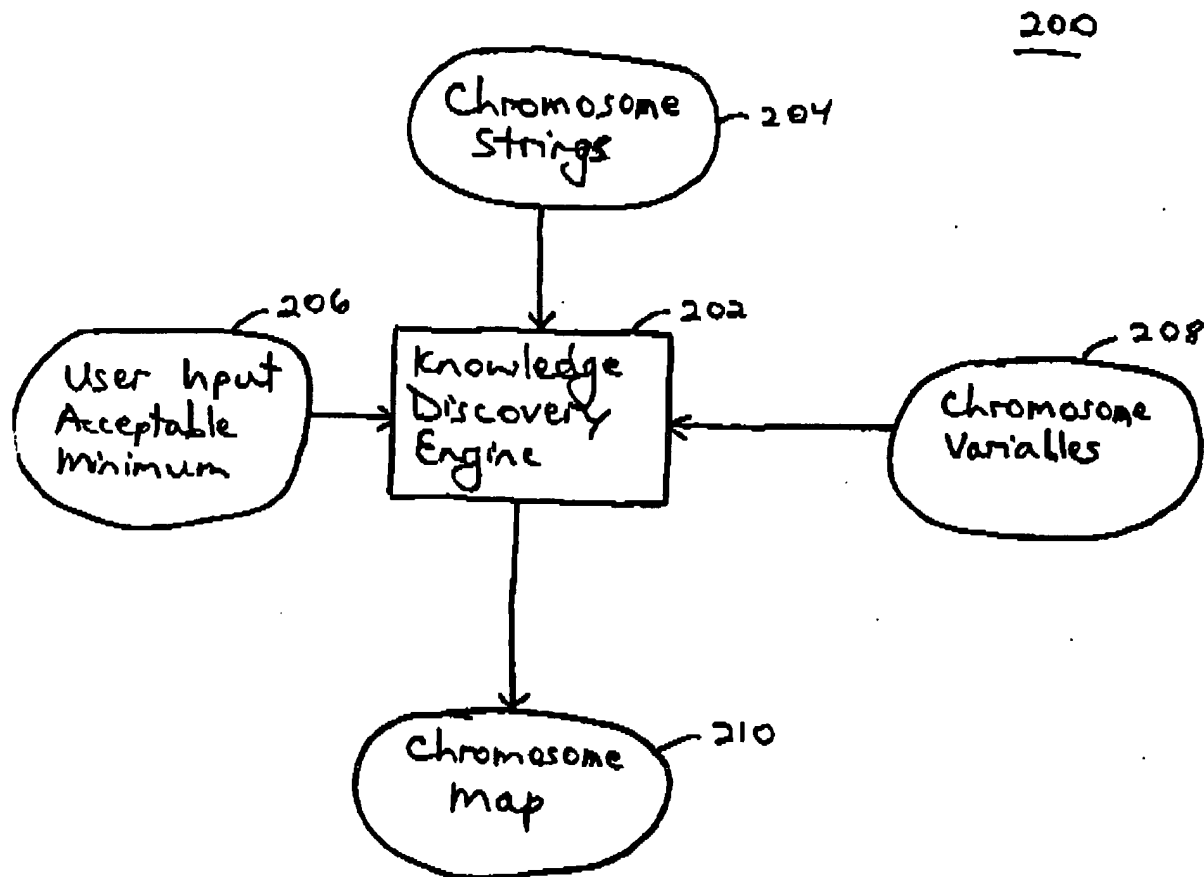 200
Chromosome
Strings
204
206
202
208
User Input
Acceptable
Minimum
Knowledge
Discovery
Engine
Chromosome
Variables
Chromosome
Map
210